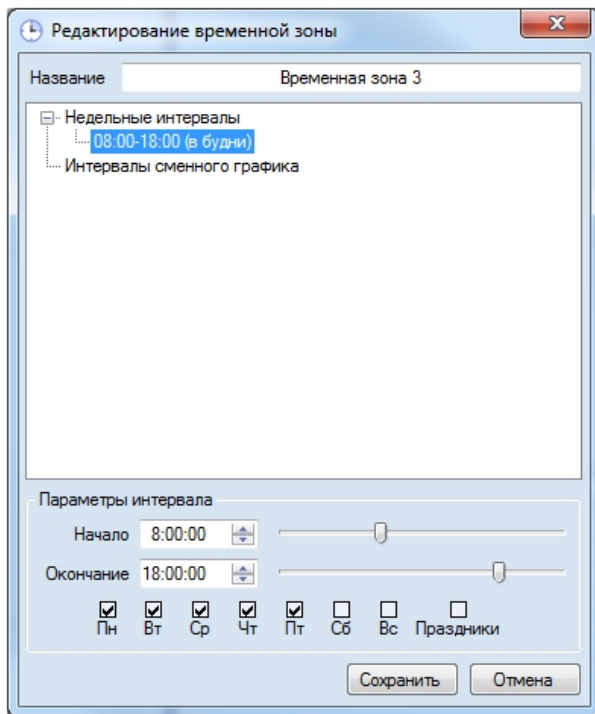 Редактирование временной зоны
Название Временная зона 3
Недельные интервалы
08:00-18:00 (в будни)
Интервалы сменного графика
Параметры интервала
Начало 8:00:00
Окончание 18:00:00
Пн Вт Ср Чт Пт Сб Вс Праздники
Сохранить Отмена